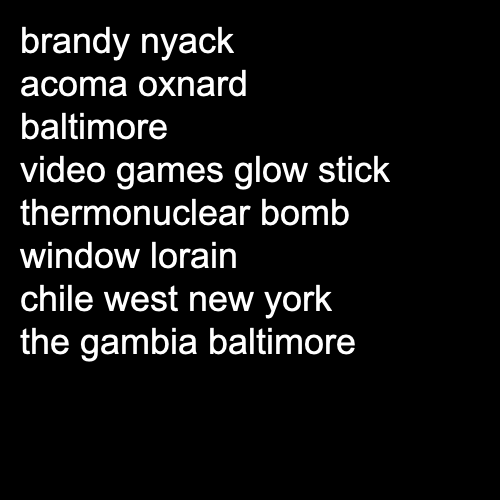 brandy nyack
acoma oxnard
baltimore
video games glow stick
thermonuclear bomb
window lorain
chile west new york
the gambia baltimore